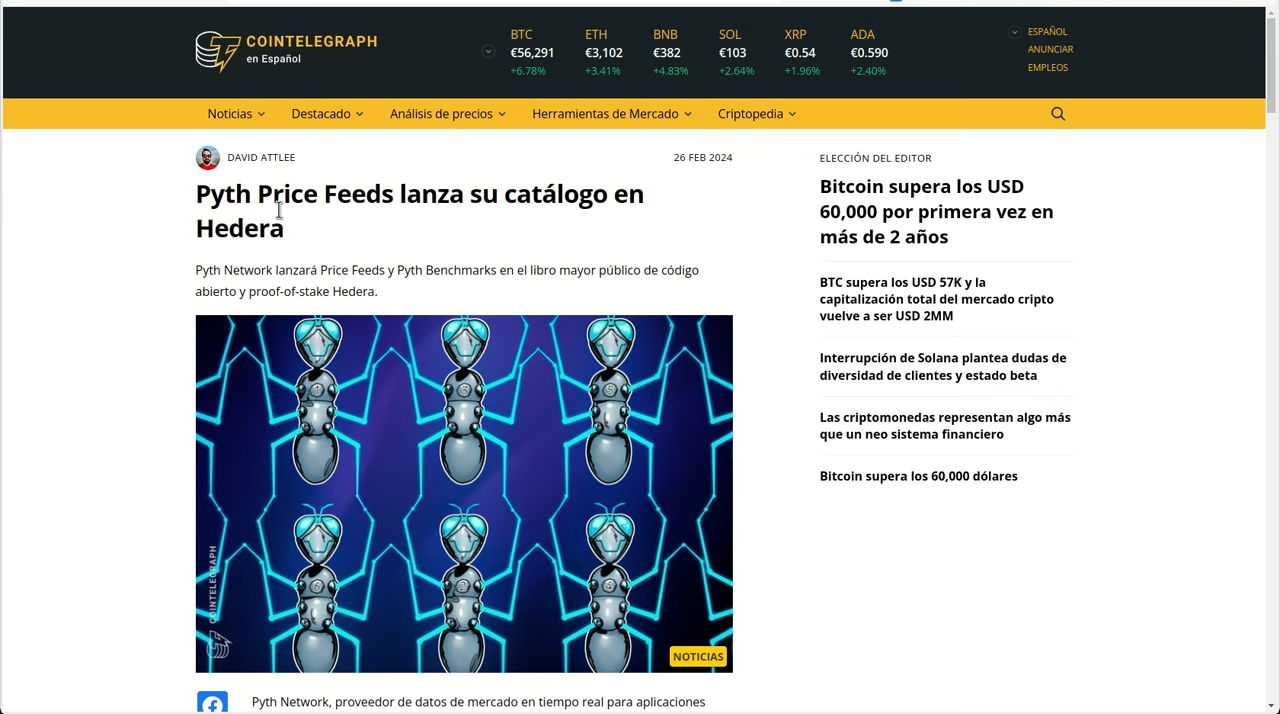 COINTELEGRAPH
en Español
BTC
€56,291
+6.78%
ETH
€3,102
+3.41%
BNB
€382
+4.83%
SOL
€103
+2.64%
XRP
€0.54
+1.96%
ADA
€0.590
+2.40%
ESPAÑOL
ANUNCIAR
EMPLEOS
Noticias
Destacado
Análisis de precios
Herramientas de Mercado
Criptopedia
DAVID ATTLEE
26 FEB 2024
Pyth Price Feeds lanza su catálogo en
Hedera
Pyth Network lanzará Price Feeds y Pyth Benchmarks en el libro mayor público de código
abierto y proof-of-stake Hedera.
1
3
5
6
2
4
COINTELEGRAPH
NOTICIAS
Pyth Network, proveedor de datos de mercado en tiempo real para aplicaciones
ELECCIÓN DEL EDITOR
Bitcoin supera los USD
60,000 por primera vez en
más de 2 años
BTC supera los USD 57K y la
capitalización total del mercado cripto
vuelve a ser USD 2MM
Interrupción de Solana plantea dudas de
diversidad de clientes y estado beta
Las criptomonedas representan algo más
que un neo sistema financiero
Bitcoin supera los 60,000 dólares